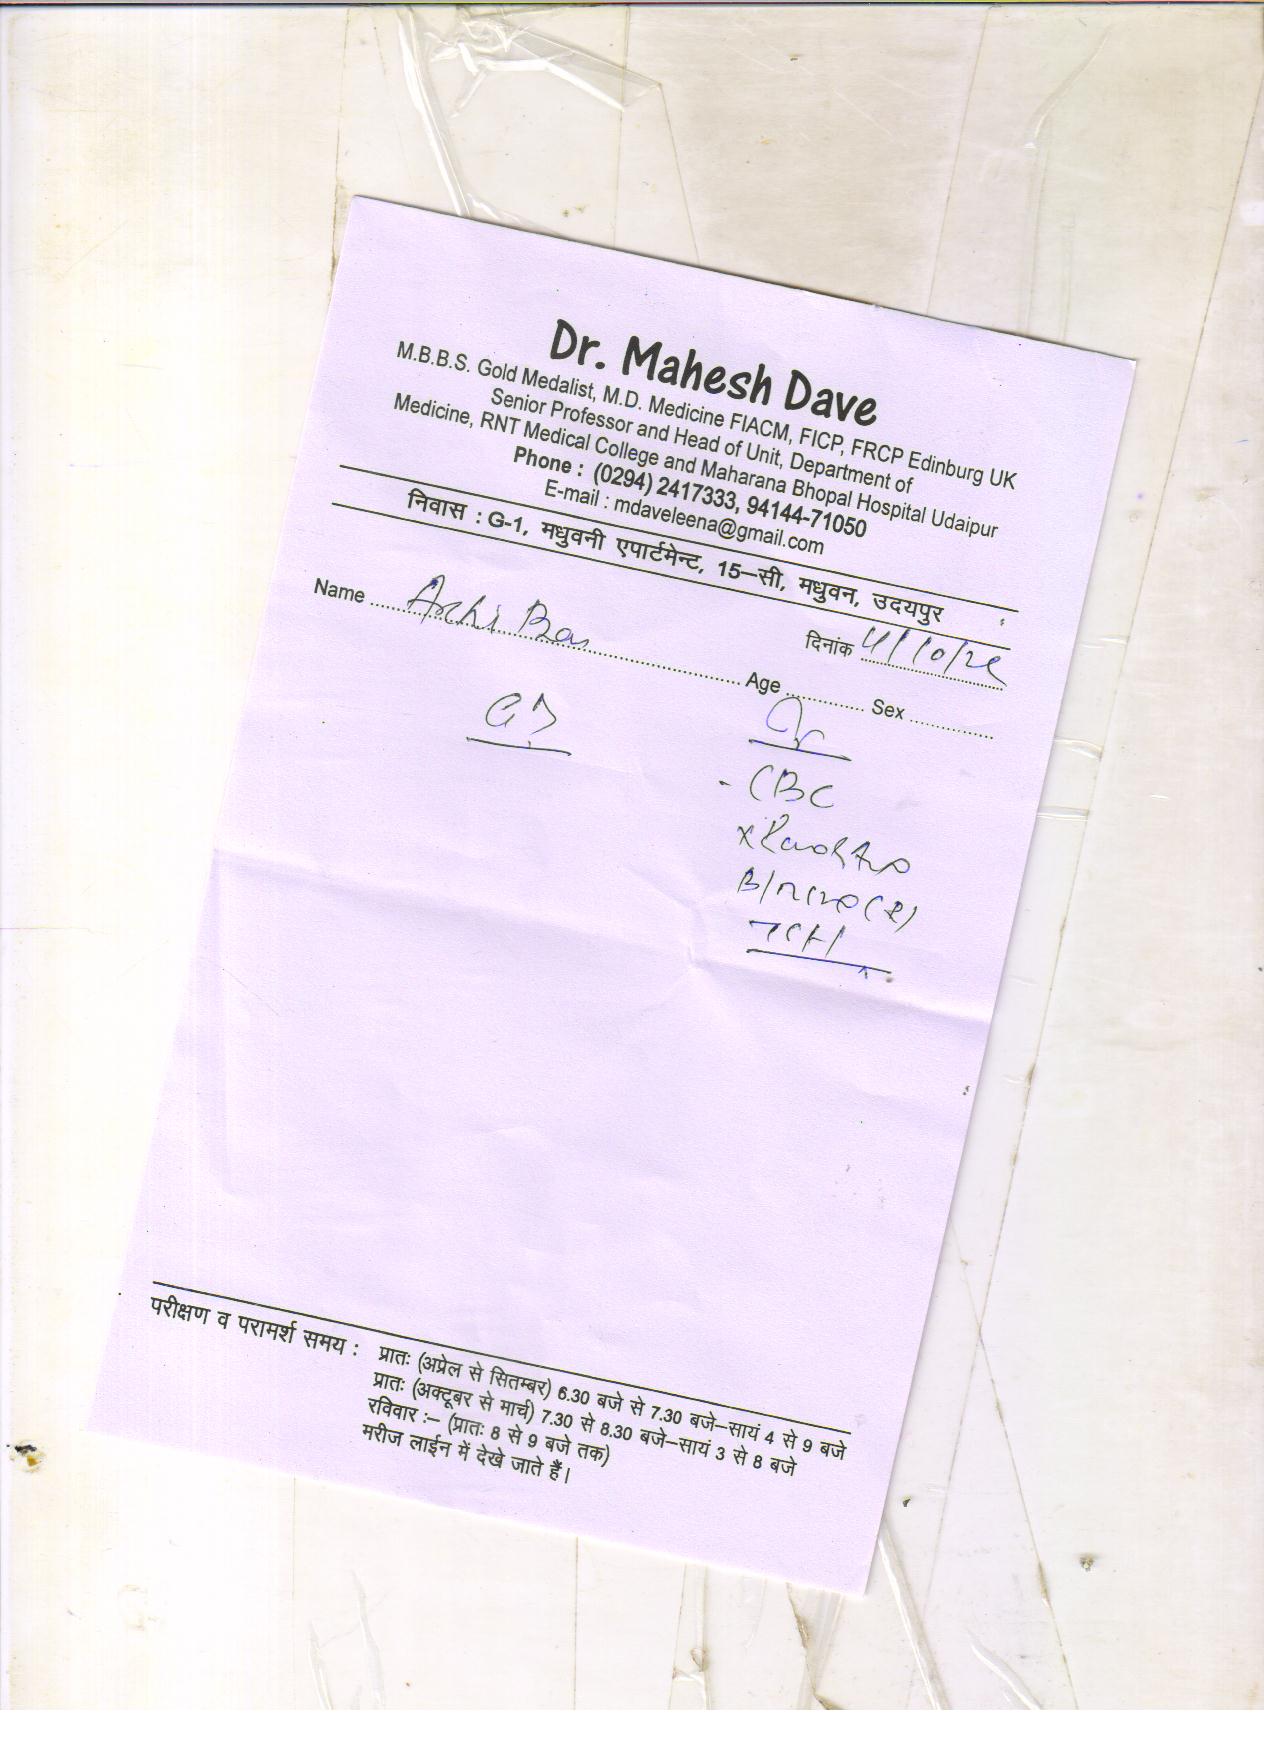 Dr. Mahesh Dave
M.B.B.S. Gold Medalist, M.D. Medicine FIACM, FICP, FRCP Edinburg UK
Senior Professor and Head of Unit, Department of
Medicine, RNT Medical College and Maharana Bhopal Hospital Udaipur
Phone : (0294) 2417333, 94144-71050
E-mail : mdaveleena@gmail.com
निवास : G-1, मधुवनी एपार्टमेन्ट, 15–सी, मधुवन, उदयपुर
दिनांक
Name Archi Age Sex
- CBC
परीक्षण व परामर्श समय : प्रातः (अप्रेल से सितम्बर) 6.30 बजे से 7.30 बजे–सायं 4 से 9 बजे
प्रातः (अक्टूबर से मार्च) 7.30 से 8.30 बजे–सायं 3 से 8 बजे
रविवार :– (प्रातः 8 से 9 बजे तक)
मरीज लाईन में देखे जाते हैं।